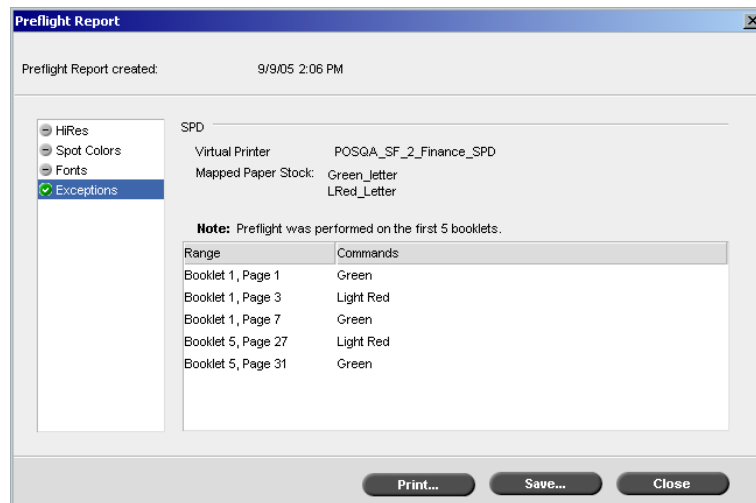 Preflight Report
Preflight Report created: 9/9/05 2:06 PM
HiRes
Spot Colors
Fonts
Exceptions
SPD
Virtual Printer POSQA_SF_2_Finance_SPD
Mapped Paper Stock: Green_letter
LRed_Letter
Note: Preflight was performed on the first 5 booklets.
Range Commands
Booklet 1, Page 1 Green
Booklet 1, Page 3 Light Red
Booklet 1, Page 7 Green
Booklet 5, Page 27 Light Red
Booklet 5, Page 31 Green
Print... Save... Close